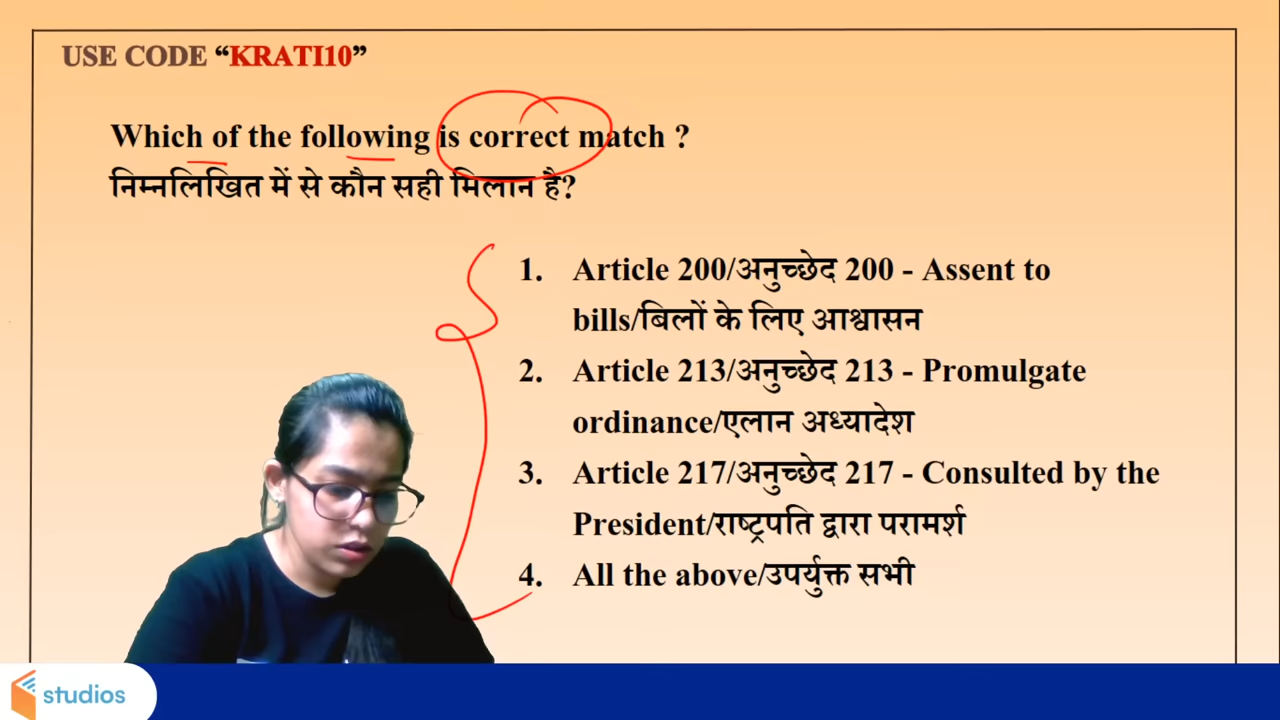 USE CODE “KRATI10”
Which of the following is correct match ?
निम्नलिखित में से कौन सही मिलान है?
1. Article 200/अनुच्छेद 200 - Assent to
bills/बिलों के लिए आश्वासन
2. Article 213/अनुच्छेद 213 - Promulgate
ordinance/एलान अध्यादेश
3. Article 217/अनुच्छेद 217 - Consulted by the
President/राष्ट्रपति द्वारा परामर्श
4. All the above/उपर्युक्त सभी
studios